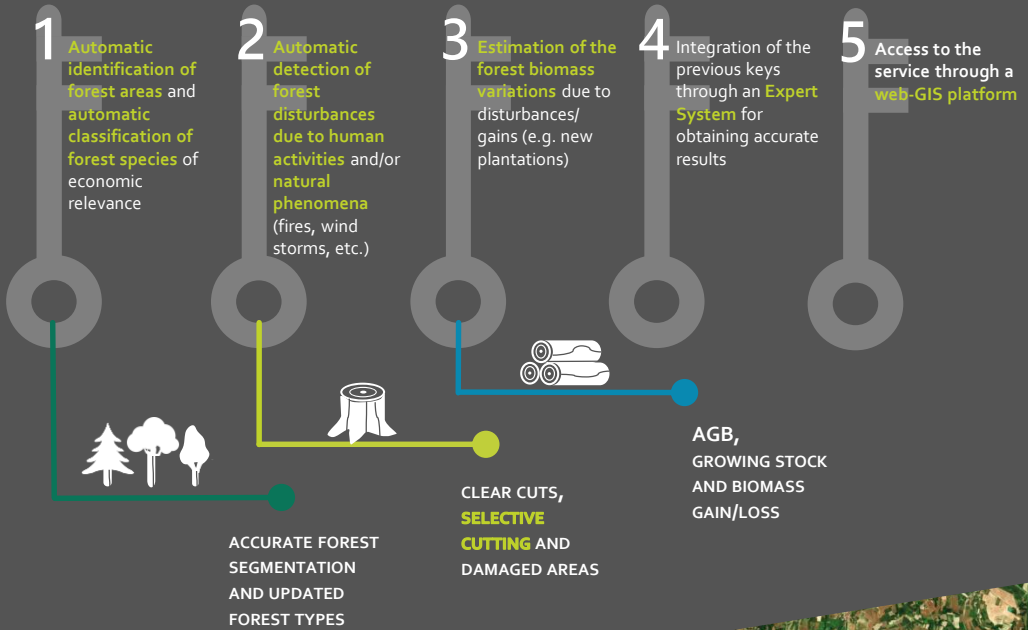 1
Automatic
identification of
forest areas and
automatic
classification of
forest species of
economic
relevance
2
Automatic
detection of
forest
disturbances
due to human
activities and/or
natural
phenomena
(fires, wind
storms, etc.)
3
Estimation of the
forest biomass
variations due to
disturbances/
gains (e.g. new
plantations)
4
Integration of the
previous keys
through an Expert
System for
obtaining accurate
results
5
Access to the
service through a
web-GIS platform
ACCURATE FOREST
SEGMENTATION
AND UPDATED
FOREST TYPES
CLEAR CUTS,
SELECTIVE
CUTTING AND
DAMAGED AREAS
AGB,
GROWING STOCK
AND BIOMASS
GAIN/LOSS